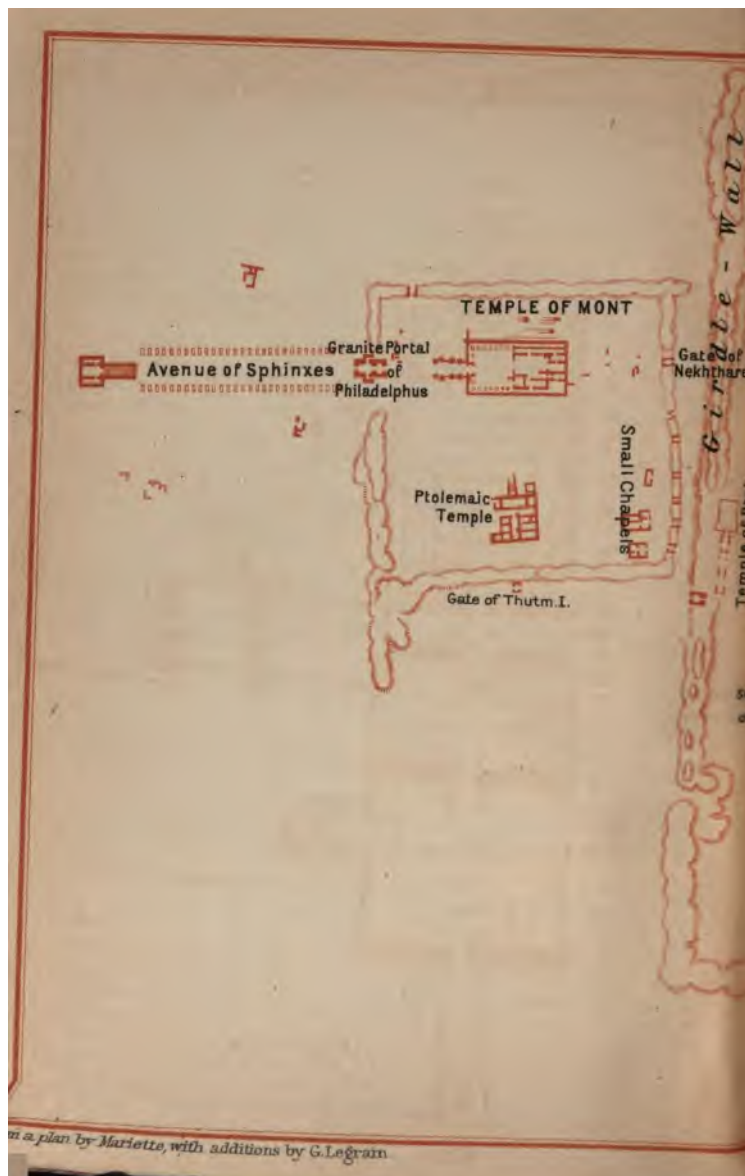 Girdle-Wall
TEMPLE OF MONT
Granite Portal
of
Philadelphus
Avenue of Sphinxes
Gate of
Small Chapels
Ptolemaic
Temple
Gate of Thutm. I.
Temple
a plan by Mariette, with additions by G. Legrain